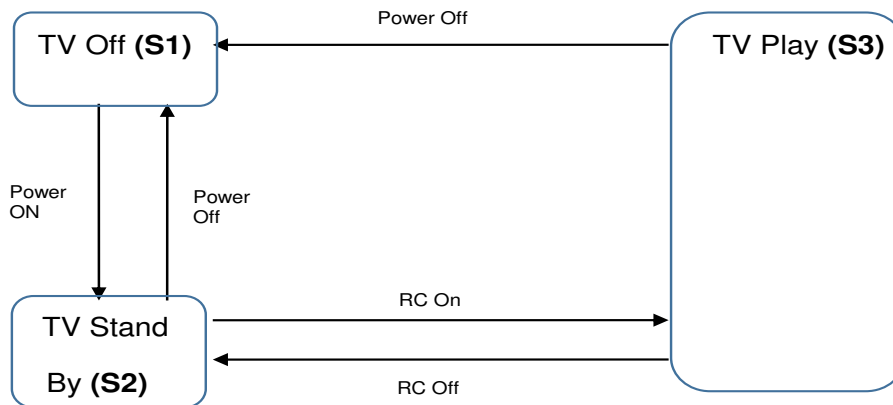 Power Off
TV Off (S1)
TV Play (S3)
Power
ON
Power
Off
RC On
TV Stand
By (S2)
RC Off